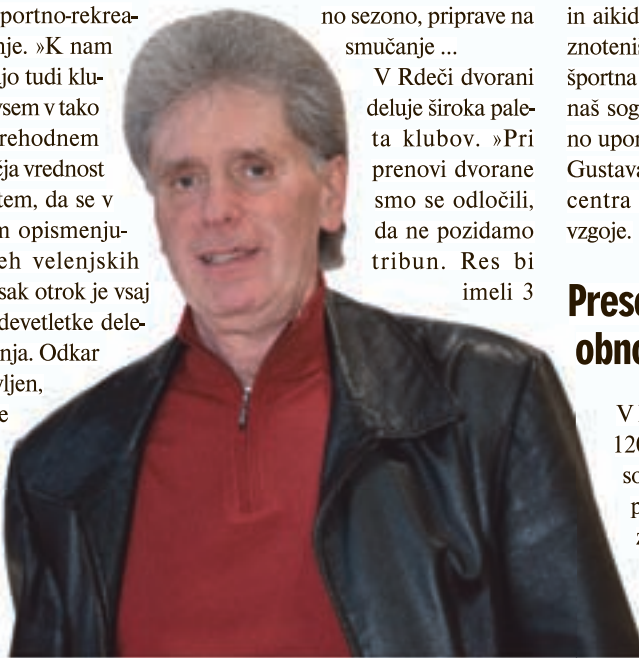 portno-rekrea-
nje. »K nam
jo tudi klu-
vsem v tako
rehodnem
ja vrednost
tem, da se v
m opismenju-
eh velenjskih
sak otrok je vsaj
devetletke dele-
nja. Odkar
vljen,
e
no sezono, priprave na
smučanje ...
V Rdeči dvorani
deluje široka pale-
ta klubov. »Pri
prenovi dvorane
smo se odločili,
da ne pozidamo
tribun. Res bi
imeli 3
in aikid
znoteniš
športna
naš sog
no upor
Gustava
centra
vzgoje.
Prese
obno
V
120
so
p
z